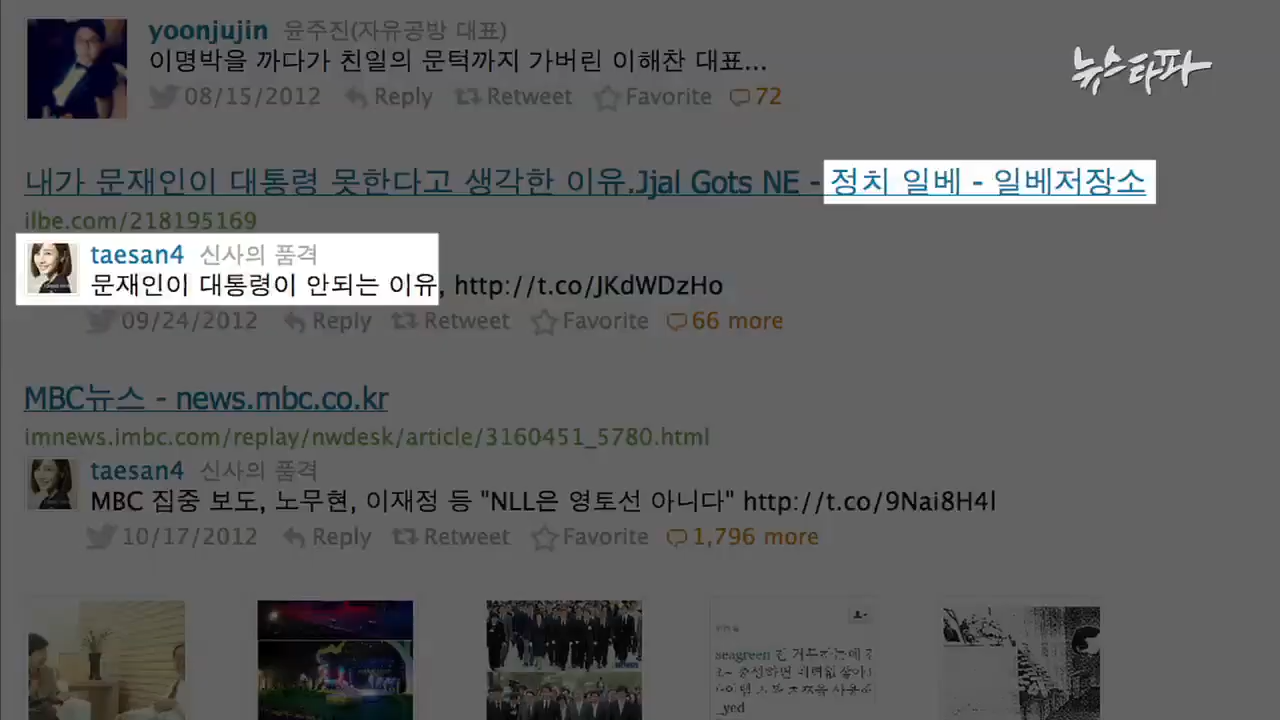 yoonjujin 윤주진(자유공방 대표)
이명박을 까다가 친일의 문턱까지 가버린 이해찬 대표...
08/15/2012 Reply Retweet Favorite 72
뉴스타파
내가 문재인이 대통령 못한다고 생각한 이유.Jjal Gots NE - 정치 일베 - 일베저장소
ilbe.com/218195169
taesan4 신사의 품격
문재인이 대통령이 안되는 이유, http://t.co/JKdWDzHo
09/24/2012 Reply Retweet Favorite 66 more
MBC뉴스 - news.mbc.co.kr
imnews.imbc.com/replay/nwdesk/article/3160451_5780.html
taesan4 신사의 품격
MBC 집중 보도, 노무현, 이재정 등 "NLL은 영토선 아니다" http://t.co/9Nai8H4l
10/17/2012 Reply Retweet Favorite 1,796 more
seagreen
_yed